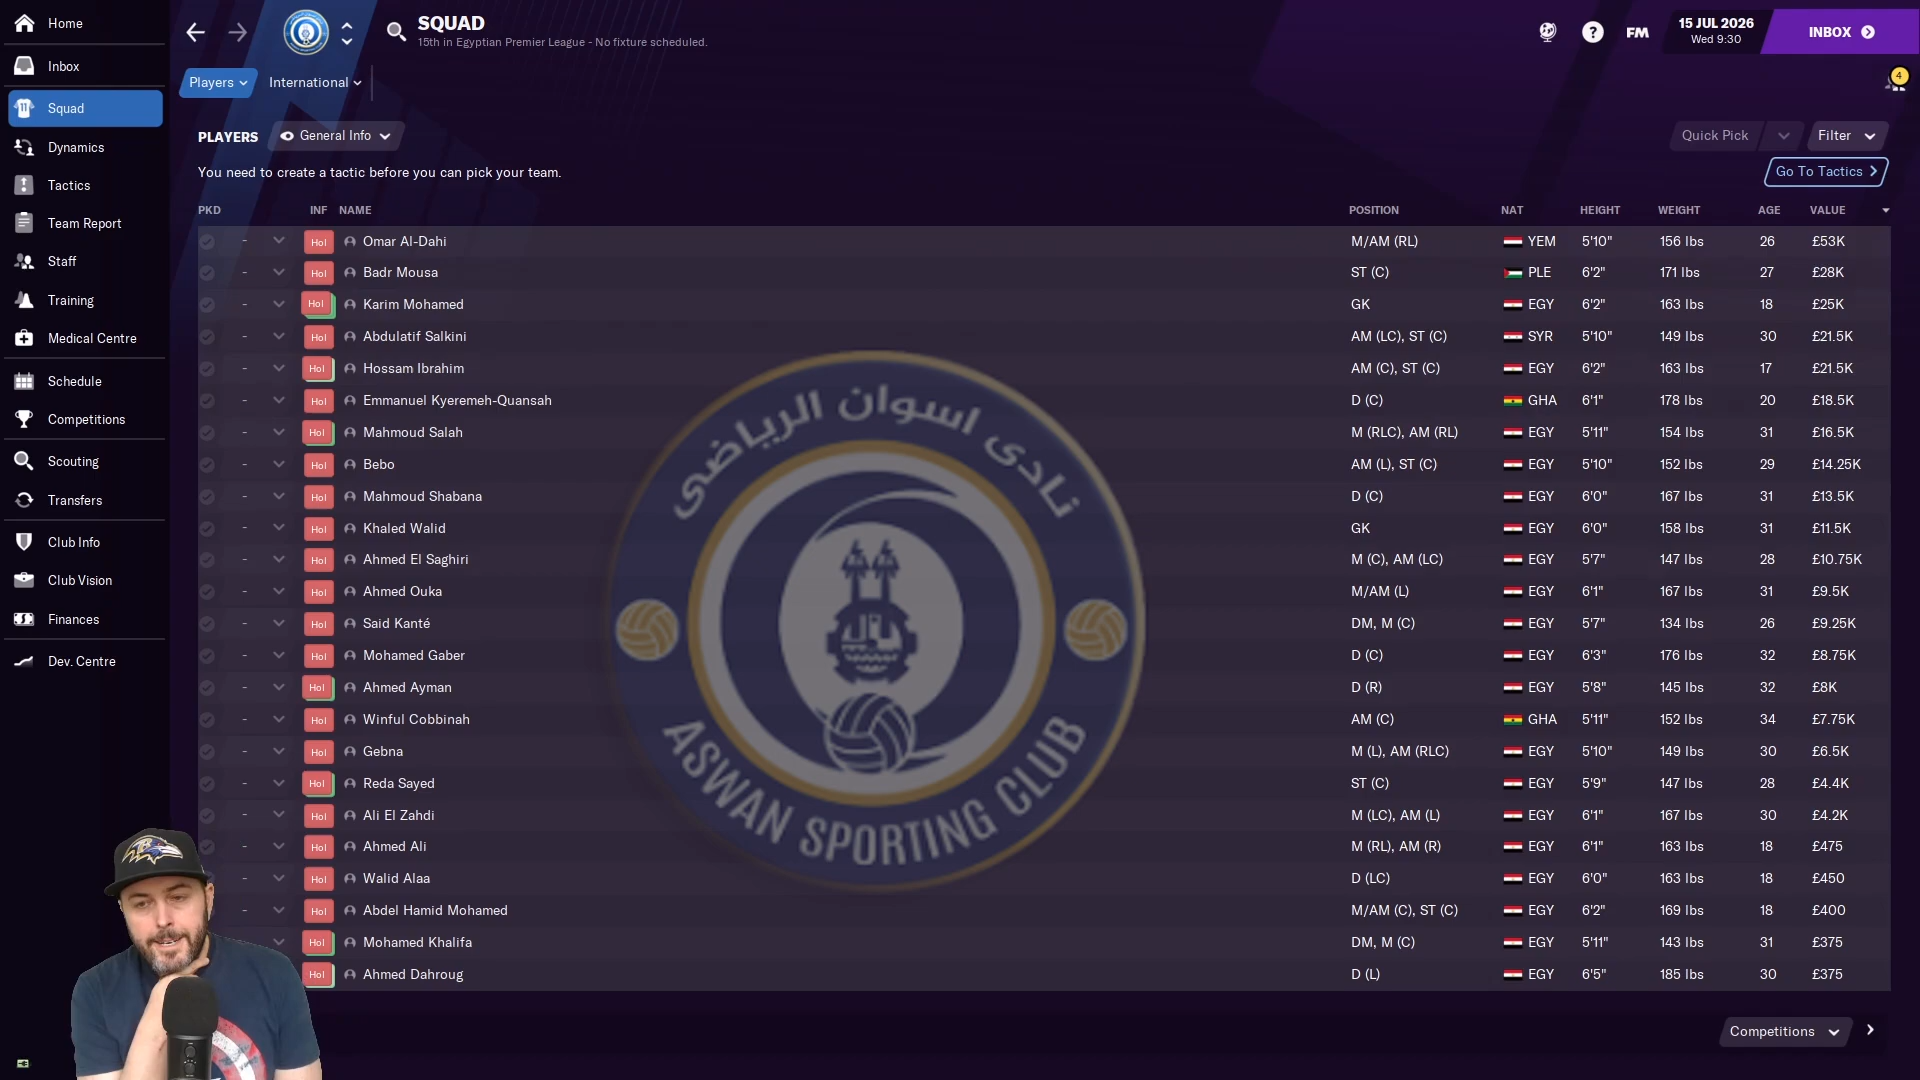 Home
Inbox
Squad
Dynamics
Tactics
Team Report
Staff
Training
Medical Centre
Schedule
Competitions
Scouting
Transfers
Club Info
Club Vision
Finances
Dev. Centre
SQUAD
15th in Egyptian Premier League - No fixture scheduled.
FM
15 JUL 2026
Wed 9:30
INBOX
4
Players
International
PLAYERS General Info
Quick Pick Filter
You need to create a tactic before you can pick your team.
Go To Tactics
PKD INF NAME POSITION NAT HEIGHT WEIGHT AGE VALUE
- Hol Omar Al-Dahi M/AM (RL) YEM 5'10" 156 lbs 26 £53K
- Hol Badr Mousa ST (C) PLE 6'2" 171 lbs 27 £28K
- Hol Karim Mohamed GK EGY 6'2" 163 lbs 18 £25K
- Hol Abdulatif Salkini AM (LC), ST (C) SYR 5'10" 149 lbs 30 £21.5K
- Hol Hossam Ibrahim AM (C), ST (C) EGY 6'2" 163 lbs 17 £21.5K
- Hol Emmanuel Kyeremeh-Quansah D (C) GHA 6'1" 178 lbs 20 £18.5K
- Hol Mahmoud Salah M (RLC), AM (RL) EGY 5'11" 154 lbs 31 £16.5K
- Hol Bebo AM (L), ST (C) EGY 5'10" 152 lbs 29 £14.25K
- Hol Mahmoud Shabana D (C) EGY 6'0" 167 lbs 31 £13.5K
- Hol Khaled Walid GK EGY 6'0" 158 lbs 31 £11.5K
- Hol Ahmed El Saghiri M (C), AM (LC) EGY 5'7" 147 lbs 28 £10.75K
- Hol Ahmed Ouka M/AM (L) EGY 6'1" 167 lbs 31 £9.5K
- Hol Said Kanté DM, M (C) EGY 5'7" 134 lbs 26 £9.25K
- Hol Mohamed Gaber D (C) EGY 6'3" 176 lbs 32 £8.75K
- Hol Ahmed Ayman D (R) EGY 5'8" 145 lbs 32 £8K
- Hol Winful Cobbinah AM (C) GHA 5'11" 152 lbs 34 £7.75K
- Hol Gebna M (L), AM (RLC) EGY 5'10" 149 lbs 30 £6.5K
- Hol Reda Sayed ST (C) EGY 5'9" 147 lbs 28 £4.4K
- Hol Ali El Zahdi M (LC), AM (L) EGY 6'1" 167 lbs 30 £4.2K
- Hol Ahmed Ali M (RL), AM (R) EGY 6'1" 163 lbs 18 £475
- Hol Walid Alaa D (LC) EGY 6'0" 163 lbs 18 £450
- Hol Abdel Hamid Mohamed M/AM (C), ST (C) EGY 6'2" 169 lbs 18 £400
- Hol Mohamed Khalifa DM, M (C) EGY 5'11" 143 lbs 31 £375
Hol Ahmed Dahroug D (L) EGY 6'5" 185 lbs 30 £375
نادى اسوان الرياضى
ASWAN SPORTING CLUB
Competitions